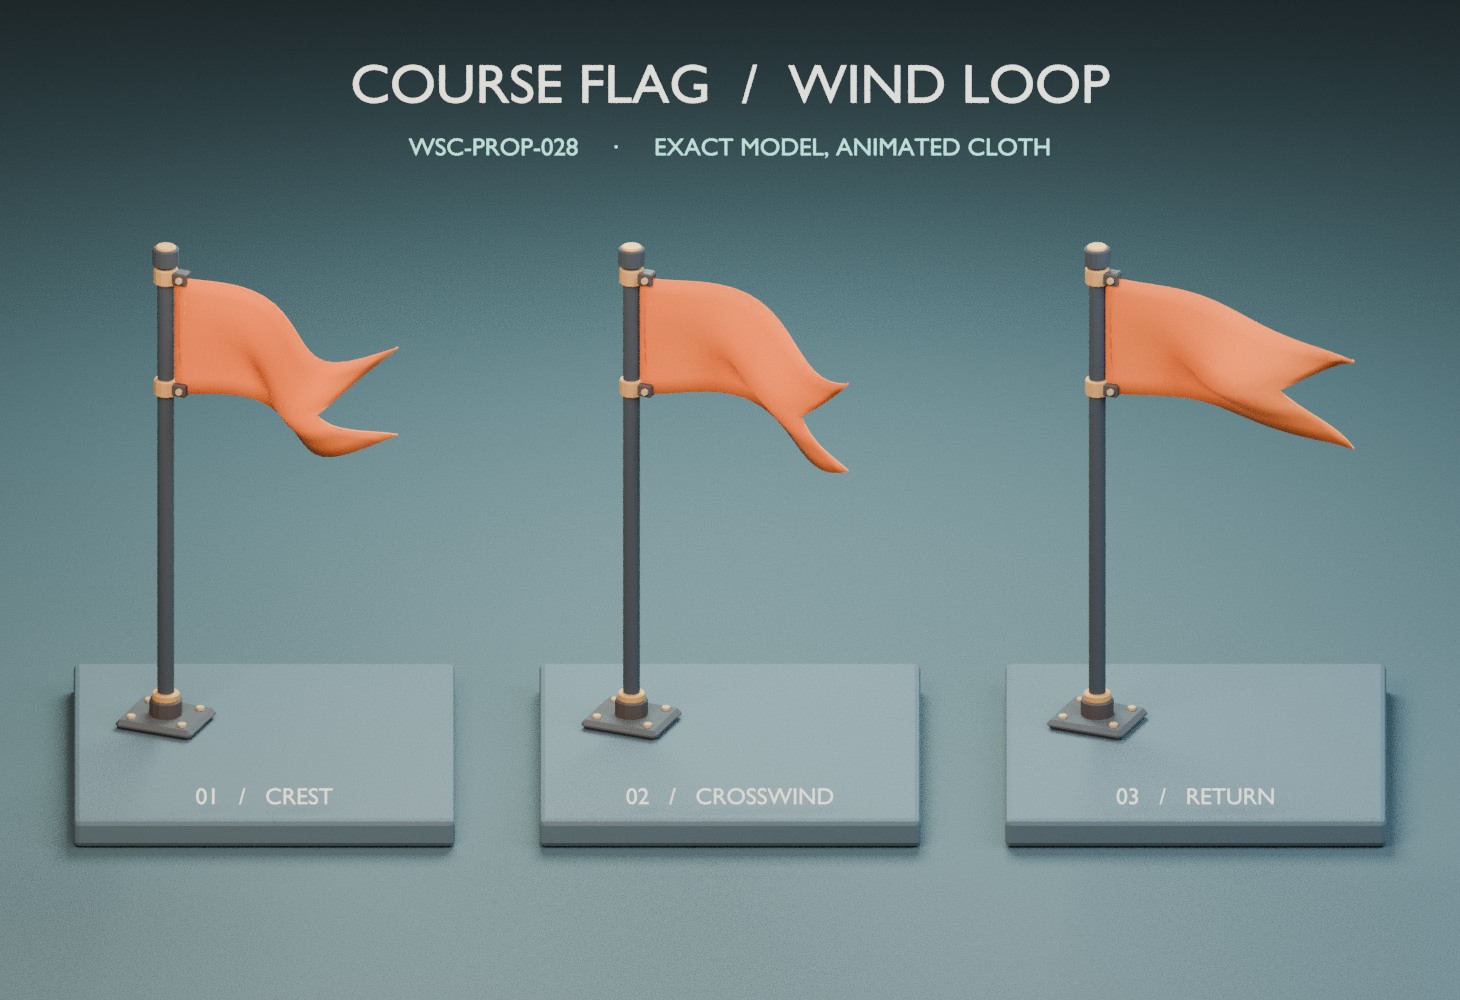 COURSE FLAG / WIND LOOP
WSC-PROP-028 · EXACT MODEL, ANIMATED CLOTH
01 / CREST
02 / CROSSWIND
03 / RETURN